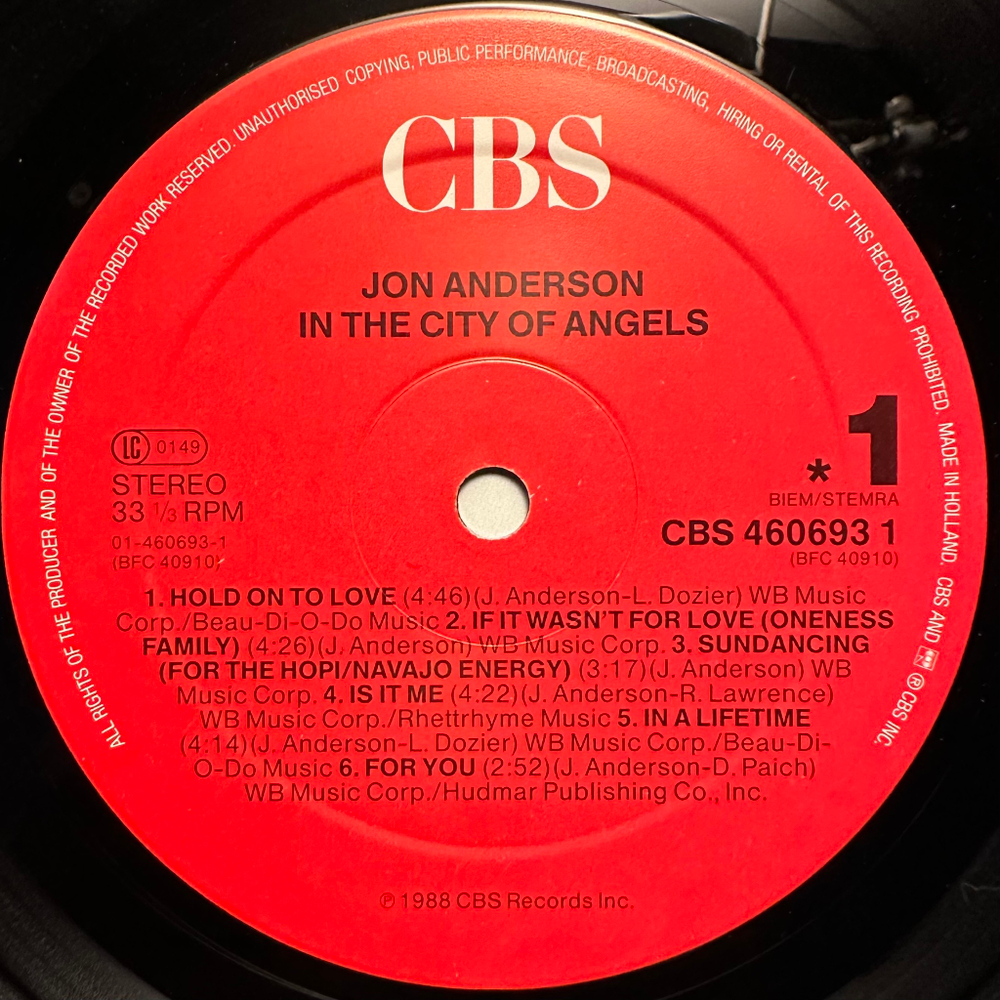 ALL RIGHTS OF THE PRODUCER AND OF THE OWNER OF THE RECORDED WORK RESERVED. UNAUTHORISED COPYING, PUBLIC PERFORMANCE, BROADCASTING, HIRING OR RENTAL OF THIS RECORDING PROHIBITED. MADE IN HOLLAND. CBS AND ® CBS INC.
CBS
JON ANDERSON
IN THE CITY OF ANGELS
LC 0149
STEREO
33 1/3 RPM
01-460693-1
(BFC 40910)
* 1
BIEM/STEMRA
CBS 460693 1
(BFC 40910)
1. HOLD ON TO LOVE (4:46)(J. Anderson-L. Dozier) WB Music
Corp./Beau-Di-O-Do Music 2. IF IT WASN'T FOR LOVE (ONENESS
FAMILY) (4:26)(J. Anderson) WB Music Corp. 3. SUNDANCING
(FOR THE HOPI/NAVAJO ENERGY) (3:17)(J. Anderson) WB
Music Corp. 4. IS IT ME (4:22)(J. Anderson-R. Lawrence)
WB Music Corp./Rhettrhyme Music 5. IN A LIFETIME
(4:14)(J. Anderson-L. Dozier) WB Music Corp./Beau-Di-
O-Do Music 6. FOR YOU (2:52)(J. Anderson-D. Paich)
WB Music Corp./Hudmar Publishing Co., Inc.
℗ 1988 CBS Records Inc.